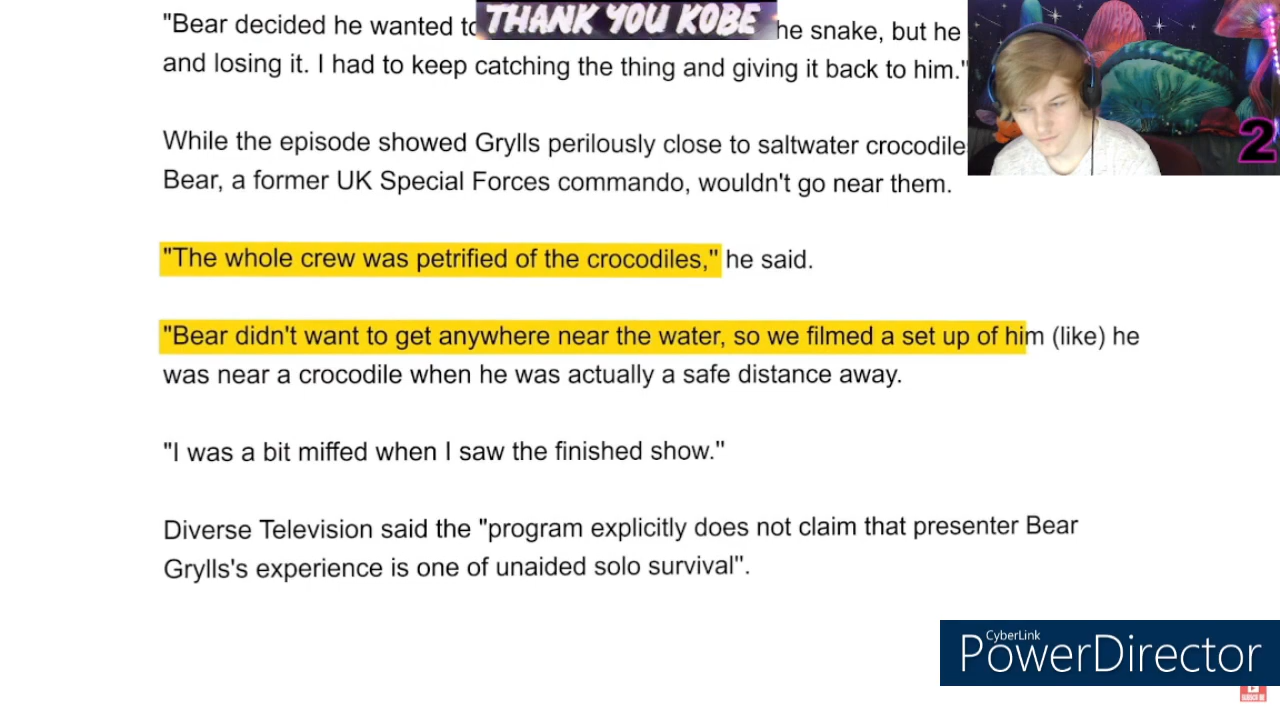 THANK YOU KOBE
"Bear decided he wanted to he snake, but he
and losing it. I had to keep catching the thing and giving it back to him."
While the episode showed Grylls perilously close to saltwater crocodile
Bear, a former UK Special Forces commando, wouldn't go near them.
2
"The whole crew was petrified of the crocodiles," he said.
"Bear didn't want to get anywhere near the water, so we filmed a set up of him (like) he
was near a crocodile when he was actually a safe distance away.
"I was a bit miffed when I saw the finished show."
Diverse Television said the "program explicitly does not claim that presenter Bear
Grylls's experience is one of unaided solo survival".
CyberLink
PowerDirector